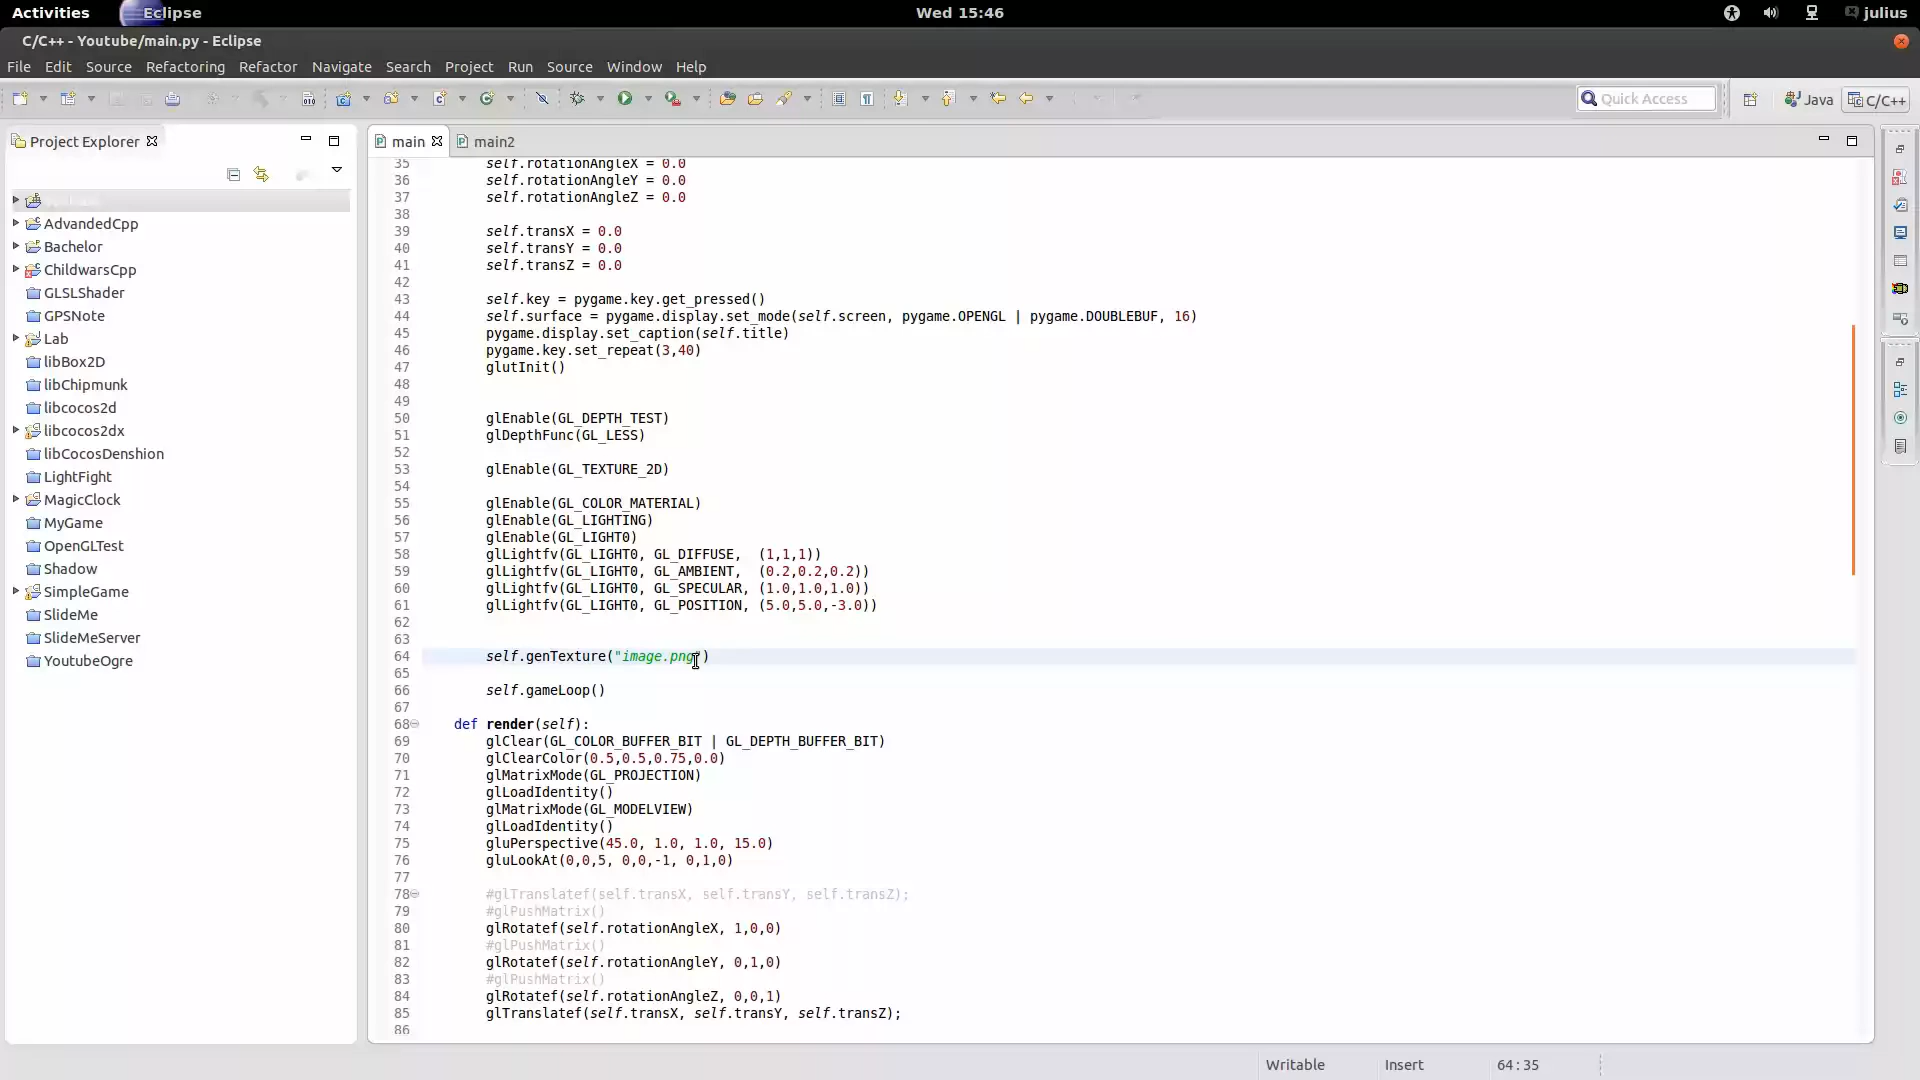 Activities Eclipse Wed 15:46 julius
C/C++ - Youtube/main.py - Eclipse
File Edit Source Refactoring Refactor Navigate Search Project Run Source Window Help
Quick Access Java C/C++
Project Explorer
AdvandedCpp
Bachelor
ChildwarsCpp
GLSLShader
GPSNote
Lab
libBox2D
libChipmunk
libcocos2d
libcocos2dx
libCocosDenshion
LightFight
MagicClock
MyGame
OpenGLTest
Shadow
SimpleGame
SlideMe
SlideMeServer
YoutubeOgre
main main2
35 self.rotationAngleX = 0.0
36 self.rotationAngleY = 0.0
37 self.rotationAngleZ = 0.0
38
39 self.transX = 0.0
40 self.transY = 0.0
41 self.transZ = 0.0
42
43 self.key = pygame.key.get_pressed()
44 self.surface = pygame.display.set_mode(self.screen, pygame.OPENGL | pygame.DOUBLEBUF, 16)
45 pygame.display.set_caption(self.title)
46 pygame.key.set_repeat(3,40)
47 glutInit()
48
49
50 glEnable(GL_DEPTH_TEST)
51 glDepthFunc(GL_LESS)
52
53 glEnable(GL_TEXTURE_2D)
54
55 glEnable(GL_COLOR_MATERIAL)
56 glEnable(GL_LIGHTING)
57 glEnable(GL_LIGHT0)
58 glLightfv(GL_LIGHT0, GL_DIFFUSE, (1,1,1))
59 glLightfv(GL_LIGHT0, GL_AMBIENT, (0.2,0.2,0.2))
60 glLightfv(GL_LIGHT0, GL_SPECULAR, (1.0,1.0,1.0))
61 glLightfv(GL_LIGHT0, GL_POSITION, (5.0,5.0,-3.0))
62
63
64 self.genTexture("image.png")
65
66 self.gameLoop()
67
68 def render(self):
69 glClear(GL_COLOR_BUFFER_BIT | GL_DEPTH_BUFFER_BIT)
70 glClearColor(0.5,0.5,0.75,0.0)
71 glMatrixMode(GL_PROJECTION)
72 glLoadIdentity()
73 glMatrixMode(GL_MODELVIEW)
74 glLoadIdentity()
75 gluPerspective(45.0, 1.0, 1.0, 15.0)
76 gluLookAt(0,0,5, 0,0,-1, 0,1,0)
77
78 #glTranslatef(self.transX, self.transY, self.transZ);
79 #glPushMatrix()
80 glRotatef(self.rotationAngleX, 1,0,0)
81 #glPushMatrix()
82 glRotatef(self.rotationAngleY, 0,1,0)
83 #glPushMatrix()
84 glRotatef(self.rotationAngleZ, 0,0,1)
85 glTranslatef(self.transX, self.transY, self.transZ);
86
Writable Insert 64:35